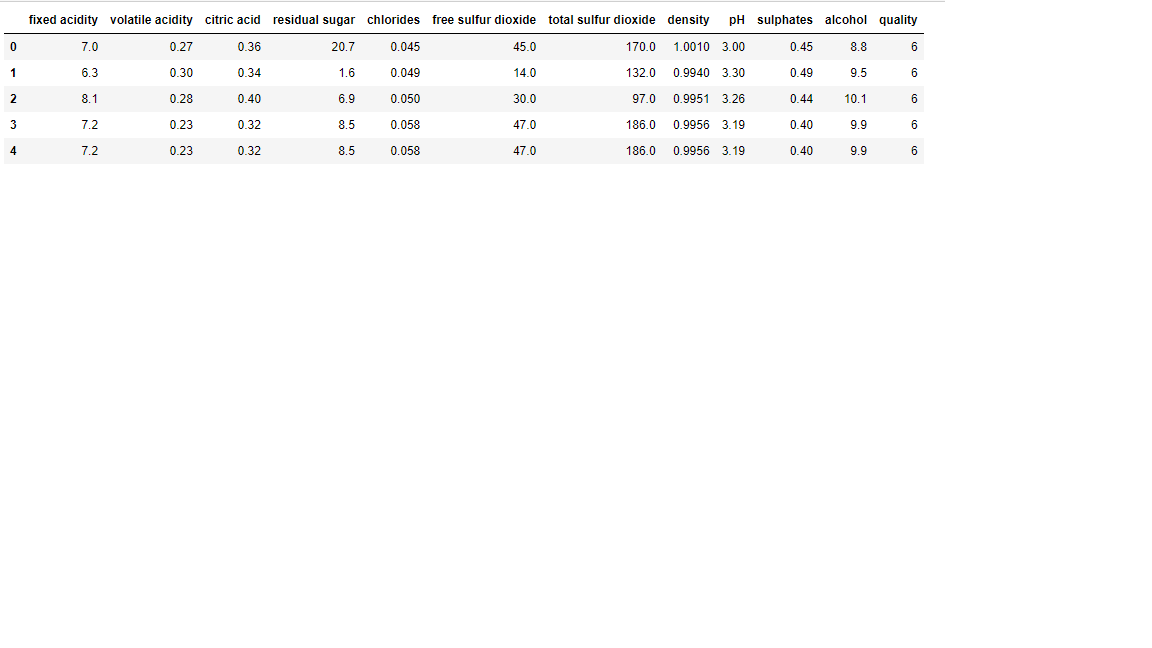 fixed acidity volatile acidity citric acid residual sugar chlorides free sulfur dioxide total sulfur dioxide density pH sulphates alcohol quality
0 7.0 0.27 0.36 20.7 0.045 45.0 170.0 1.0010 3.00 0.45 8.8 6
1 6.3 0.30 0.34 1.6 0.049 14.0 132.0 0.9940 3.30 0.49 9.5 6
2 8.1 0.28 0.40 6.9 0.050 30.0 97.0 0.9951 3.26 0.44 10.1 6
3 7.2 0.23 0.32 8.5 0.058 47.0 186.0 0.9956 3.19 0.40 9.9 6
4 7.2 0.23 0.32 8.5 0.058 47.0 186.0 0.9956 3.19 0.40 9.9 6